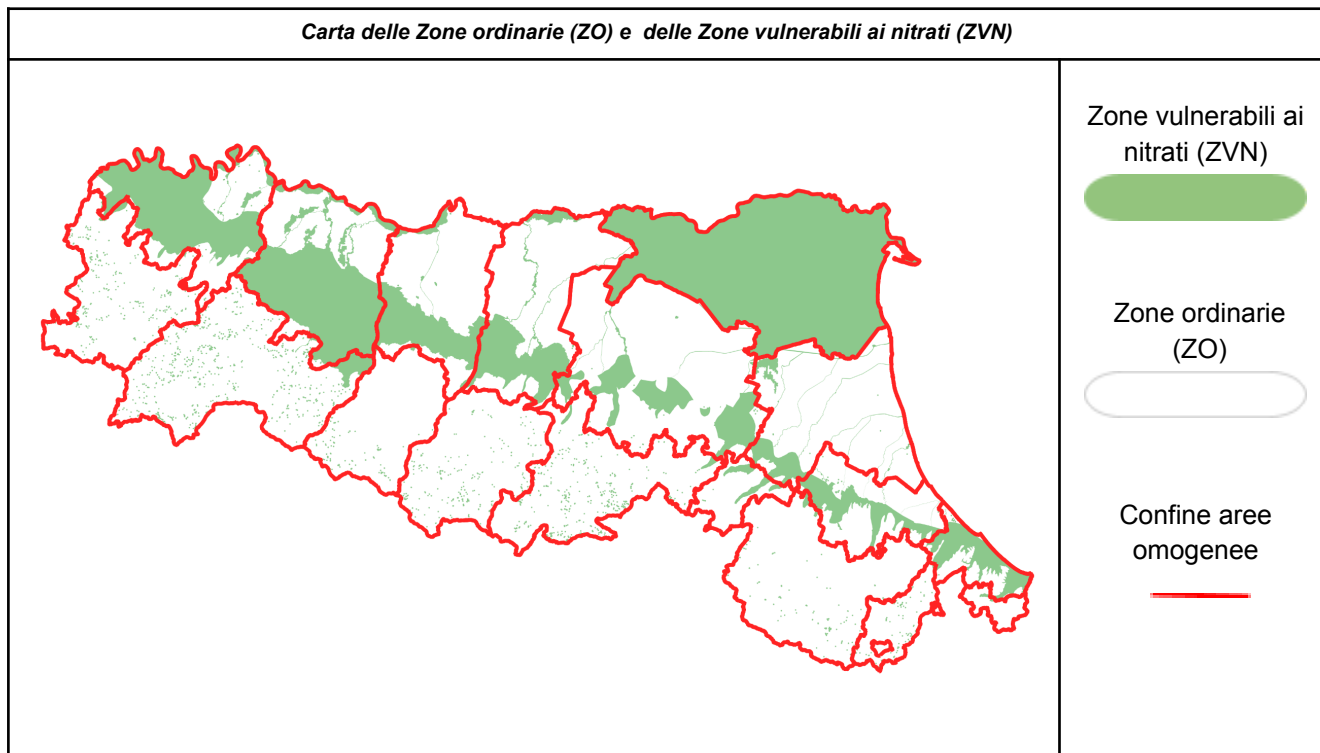 Carta delle Zone ordinarie (ZO) e  delle Zone vulnerabili ai nitrati (ZVN)
Zone vulnerabili ai
nitrati (ZVN)
Zone ordinarie
(ZO)
Confine aree
omogenee